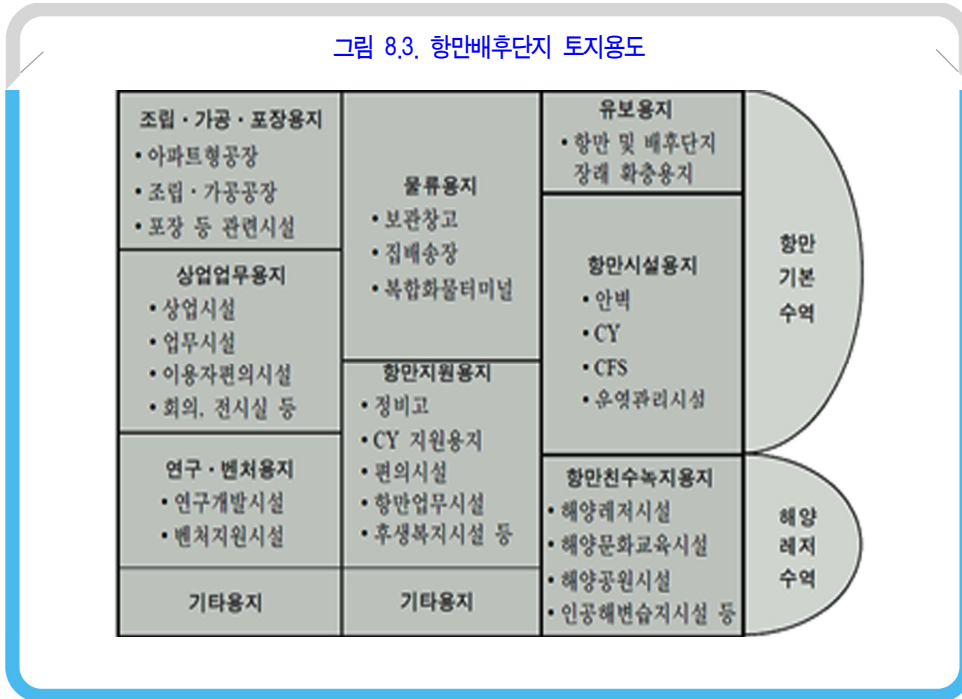 그림 8.3. 항만배후단지 토지용도
조립·가공·포장용지
• 아파트형공장
• 조립·가공공장
• 포장 등 관련시설
상업업무용지
• 상업시설
• 업무시설
• 이용자편의시설
• 회의, 전시실 등
연구·벤처용지
• 연구개발시설
• 벤처지원시설
기타용지
물류용지
• 보관창고
• 집배송장
• 복합화물터미널
항만지원용지
• 정비고
• CY 지원용지
• 편의시설
• 항만업무시설
• 후생복지시설 등
기타용지
유보용지
• 항만 및 배후단지
장래 확충용지
항만시설용지
• 안벽
• CY
• CFS
• 운영관리시설
항만친수녹지용지
• 해양레저시설
• 해양문화교육시설
• 해양공원시설
• 인공해변습지시설 등
항만
기본
수역
해양
레저
수역